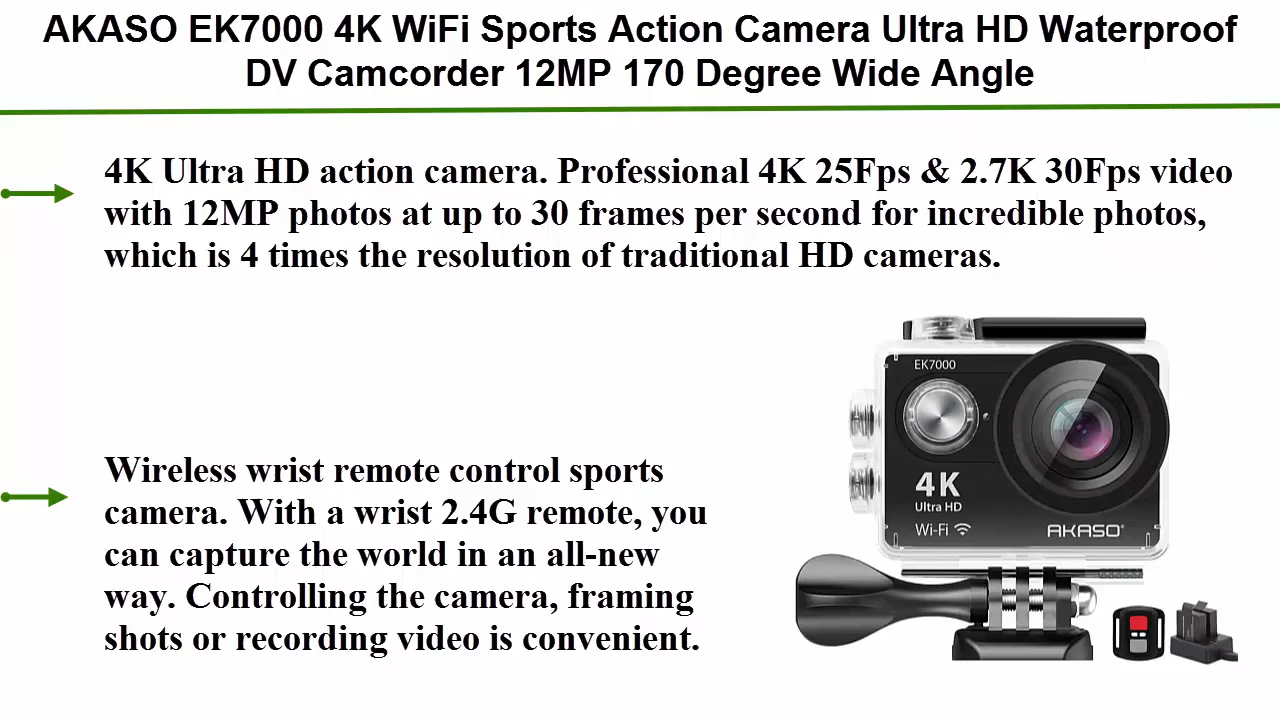 AKASO EK7000 4K WiFi Sports Action Camera Ultra HD Waterproof
DV Camcorder 12MP 170 Degree Wide Angle
4K Ultra HD action camera. Professional 4K 25Fps & 2.7K 30Fps video
with 12MP photos at up to 30 frames per second for incredible photos,
which is 4 times the resolution of traditional HD cameras.
EK7000
4K
Ultra HD
Wi-Fi
AKASO
Wireless wrist remote control sports
camera. With a wrist 2.4G remote, you
can capture the world in an all-new
way. Controlling the camera, framing
shots or recording video is convenient.